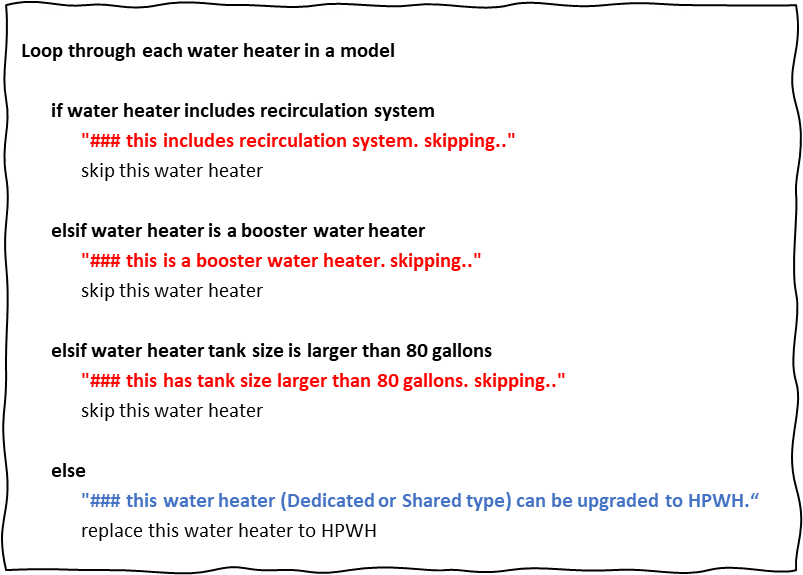 Loop through each water heater in a model
if water heater includes recirculation system
"### this includes recirculation system. skipping.."
skip this water heater
elsif water heater is a booster water heater
"### this is a booster water heater. skipping.."
skip this water heater
elsif water heater tank size is larger than 80 gallons
"### this has tank size larger than 80 gallons. skipping.."
skip this water heater
else
"### this water heater (Dedicated or Shared type) can be upgraded to HPWH.“
replace this water heater to HPWH